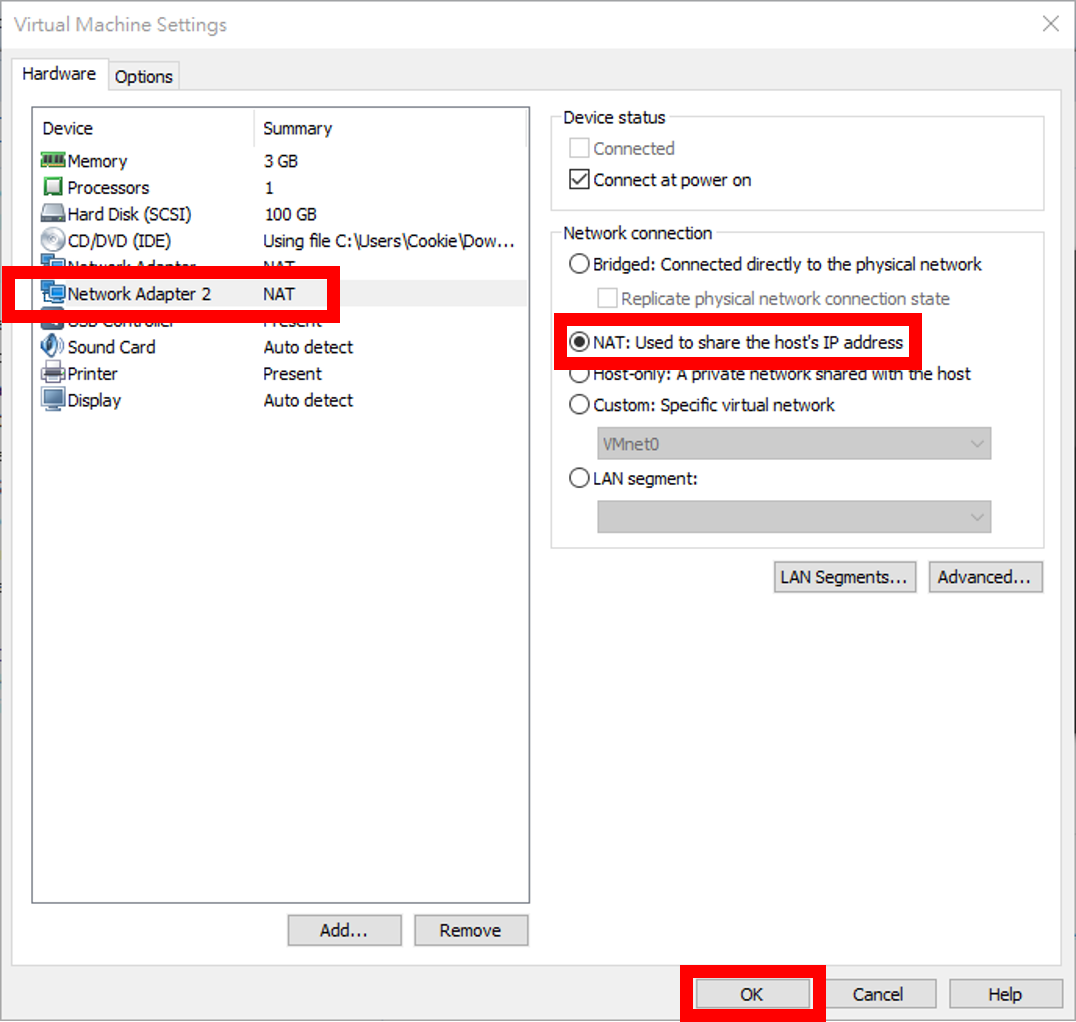 Virtual Machine Settings
Hardware Options
Device Summary
Memory 3 GB
Processors 1
Hard Disk (SCSI) 100 GB
CD/DVD (IDE) Using file C:\Users\Cookie\Dow...
Network Adapter NAT
Network Adapter 2 NAT
USB Controller Present
Sound Card Auto detect
Printer Present
Display Auto detect
Add... Remove
Device status
Connected
Connect at power on
Network connection
Bridged: Connected directly to the physical network
Replicate physical network connection state
NAT: Used to share the host's IP address
Host-only: A private network shared with the host
Custom: Specific virtual network
VMnet0
LAN segment:
LAN Segments... Advanced...
OK Cancel Help